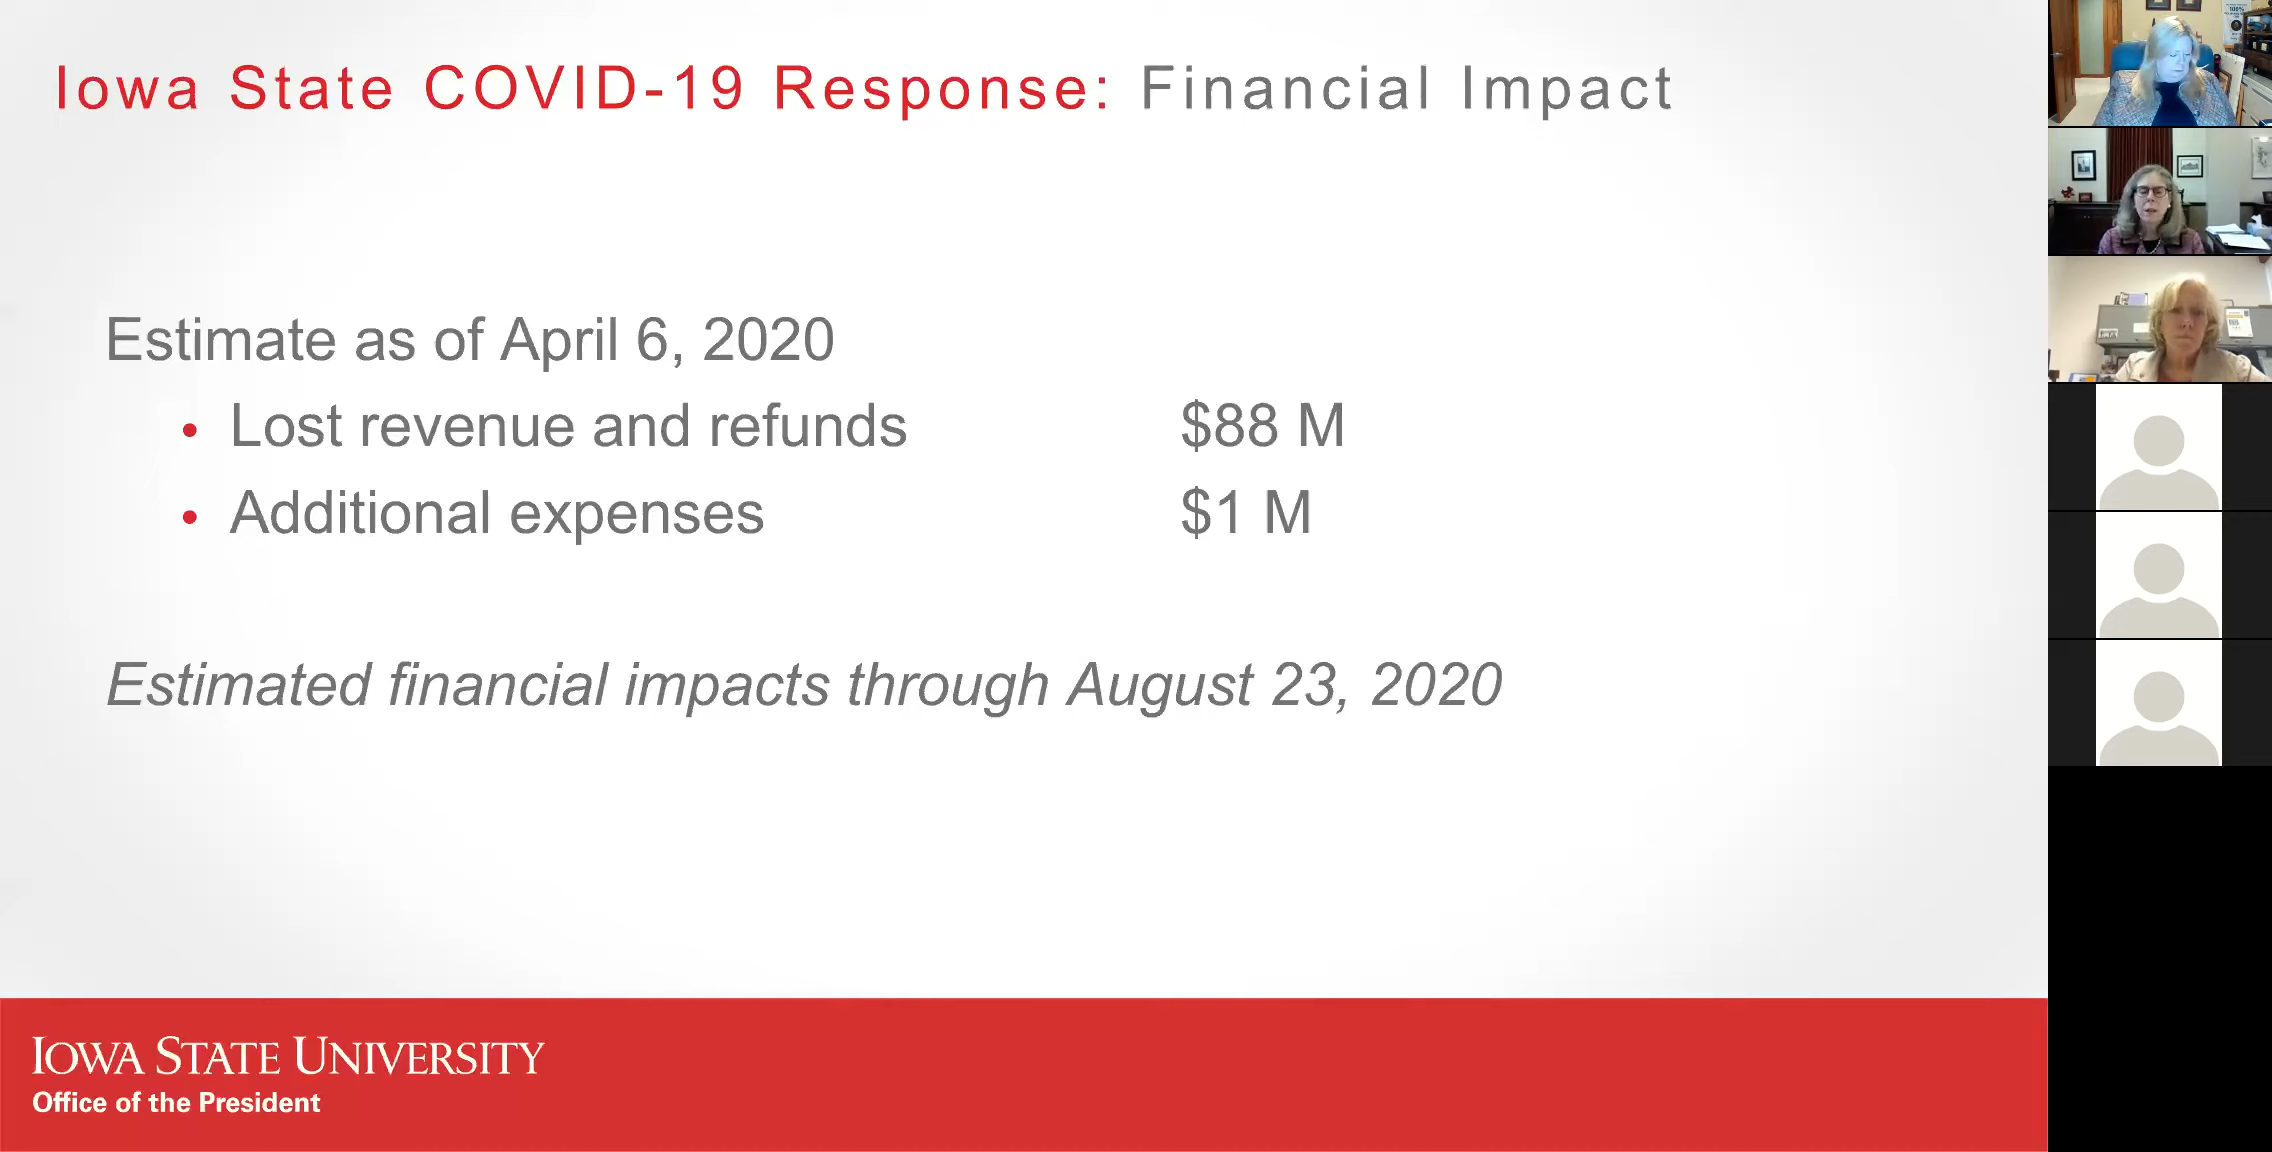 Iowa State COVID-19 Response: Financial Impact
Estimate as of April 6, 2020
• Lost revenue and refunds $88 M
• Additional expenses $1 M
Estimated financial impacts through August 23, 2020
IOWA STATE UNIVERSITY
Office of the President
100%